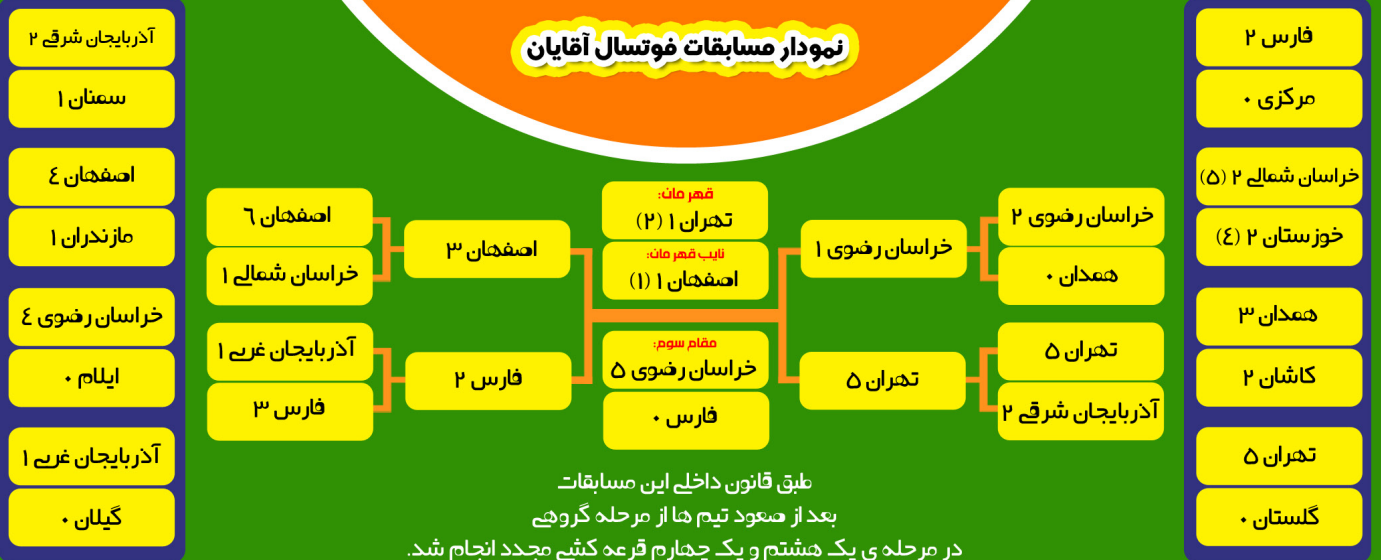 نمودار مسابقات فوتسال آقایان
فارس ۲
مرکزی ۰
خراسان شمالی ۲ (۵)
خوزستان ۲ (٤)
همدان ۳
کاشان ۲
تهران ۵
گلستان ۰
خراسان رضوی ۲
همدان ۰
تهران ۵
آذربایجان شرقی ۲
خراسان رضوی ۱
تهران ۵
قهرمان:
تهران ۱ (۲)
نایب قهرمان:
اصفهان ۱ (۱)
مقام سوم:
خراسان رضوی ۵
فارس ۰
اصفهان ۳
فارس ۲
اصفهان ٦
خراسان شمالی ۱
آذربایجان غربی ۱
فارس ۳
آذربایجان شرقی ۲
سمنان ۱
اصفهان ٤
مازندران ۱
خراسان رضوی ٤
ایلام ۰
آذربایجان غربی ۱
گیلان ۰
طبق قانون داخلی این مسابقات
بعد از صعود تیم ها از مرحله گروهی
در مرحله ی یک هشتم و یک چهارم قرعه کشی مجدد انجام شد.